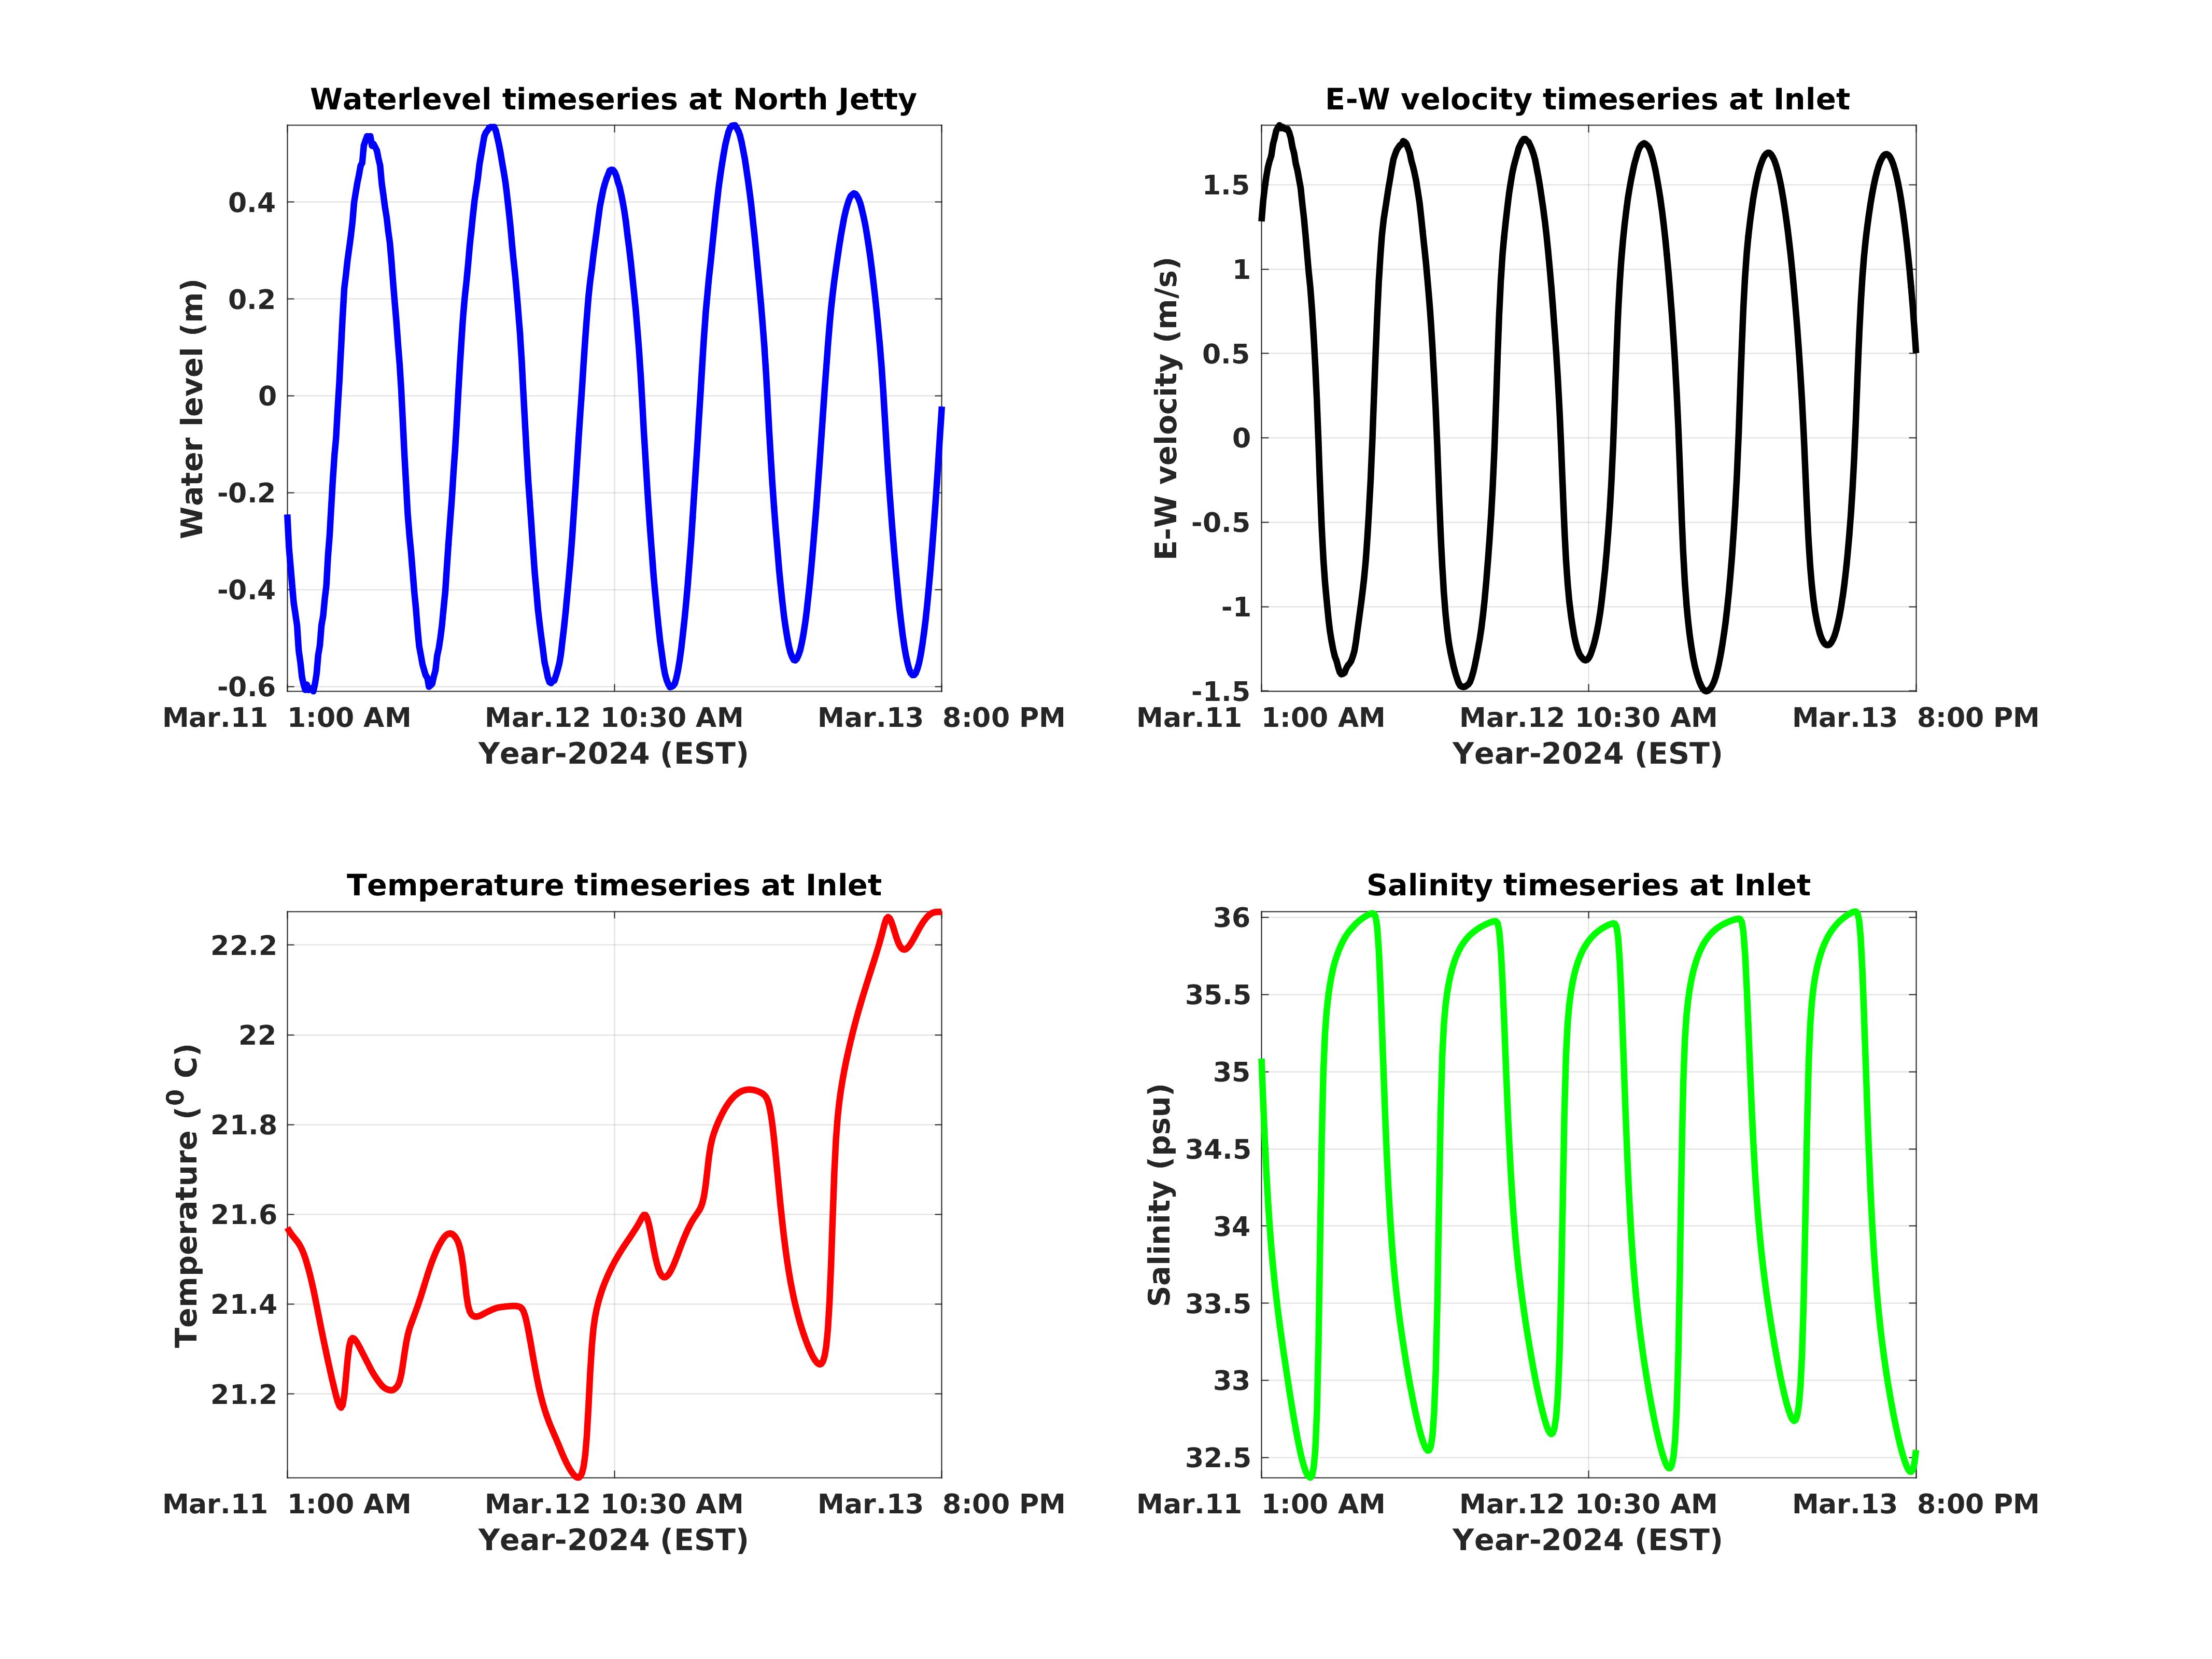 Waterlevel timeseries at North Jetty
0.4
0.2
0
-0.2
-0.4
-0.6
Water level (m)
Mar.11 1:00 AM Mar.12 10:30 AM Mar.13 8:00 PM
Year-2024 (EST)
E-W velocity timeseries at Inlet
1.5
1
0.5
0
-0.5
-1
-1.5
E-W velocity (m/s)
Mar.11 1:00 AM Mar.12 10:30 AM Mar.13 8:00 PM
Year-2024 (EST)
Temperature timeseries at Inlet
22.2
22
21.8
21.6
21.4
21.2
Temperature (⁰ C)
Mar.11 1:00 AM Mar.12 10:30 AM Mar.13 8:00 PM
Year-2024 (EST)
Salinity timeseries at Inlet
36
35.5
35
34.5
34
33.5
33
32.5
Salinity (psu)
Mar.11 1:00 AM Mar.12 10:30 AM Mar.13 8:00 PM
Year-2024 (EST)